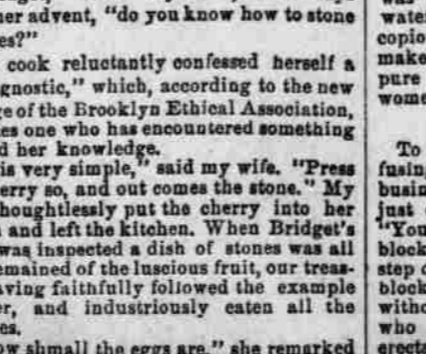 her advent, "do you know how to stone
es?"
cook reluctantly confessed herself a
gnostic," which, according to the new
ge of the Brooklyn Ethical Association,
es one who has encountered something
d her knowledge.
is very simple," said my wife. "Press
erry so, and out comes the stone." My
houghtlessly put the cherry into her
and left the kitchen. When Bridget's
was inspected a dish of stones was all
emained of the luscious fruit, our treas-
aving faithfully followed the example
er, and industriously eaten all the
es.
ow shmall the eggs are," she remarked
wate
copio
make
pure
wome
To
fusin
busin
just
"You
block
step o
block
witho
who
erecte